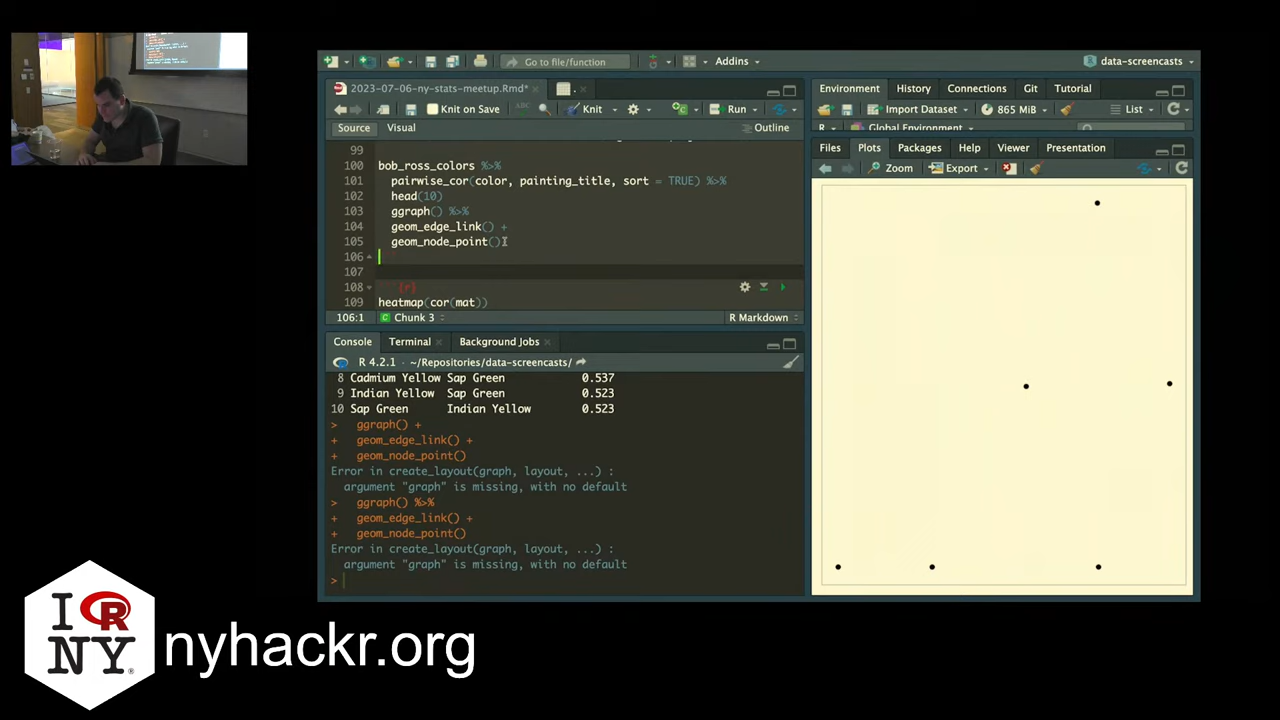 Go to file/function
Addins
data-screencasts
2023-07-06-ny-stats-meetup.Rmd*
.
Knit on Save
ABC
Knit
Run
Source
Visual
Outline
99
100 bob_ross_colors %>%
101 pairwise_cor(color, painting_title, sort = TRUE) %>%
102 head(10)
103 ggraph() %>%
104 geom_edge_link() +
105 geom_node_point()
106
107
108 {r}
109 heatmap(cor(mat))
106:1
Chunk 3
R Markdown
Console
Terminal
Background Jobs
R 4.2.1 · ~/Repositories/data-screencasts/
8 Cadmium Yellow Sap Green 0.537
9 Indian Yellow Sap Green 0.523
10 Sap Green Indian Yellow 0.523
> ggraph() +
+ geom_edge_link() +
+ geom_node_point()
Error in create_layout(graph, layout, ...) :
argument "graph" is missing, with no default
> ggraph() %>%
+ geom_edge_link() +
+ geom_node_point()
Error in create_layout(graph, layout, ...) :
argument "graph" is missing, with no default
>
Environment
History
Connections
Git
Tutorial
Import Dataset
865 MiB
List
R
Global Environment
Files
Plots
Packages
Help
Viewer
Presentation
Zoom
Export
I R
NY®
nyhackr.org